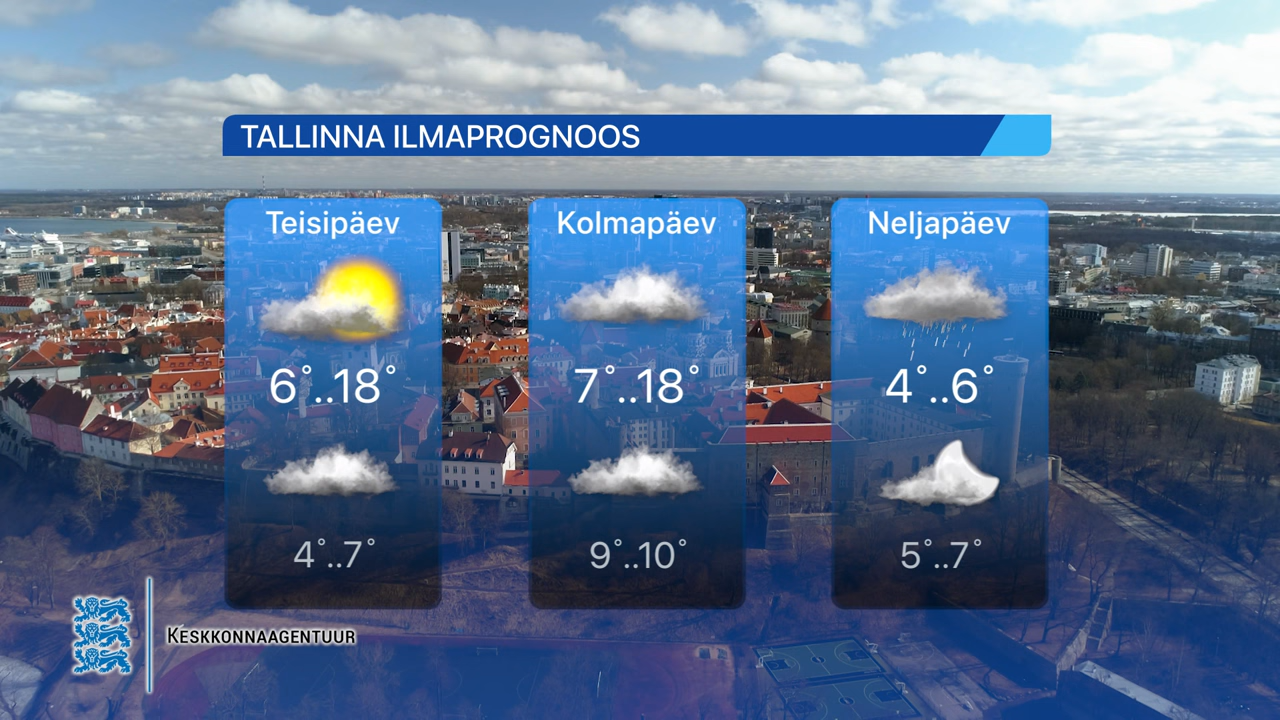 TALLINNA ILMAPROGNOOS
Teisipäev
6°..18°
4°..7°
Kolmapäev
7°..18°
9°..10°
Neljapäev
4°..6°
5°..7°
KESKKONNAAGENTUUR